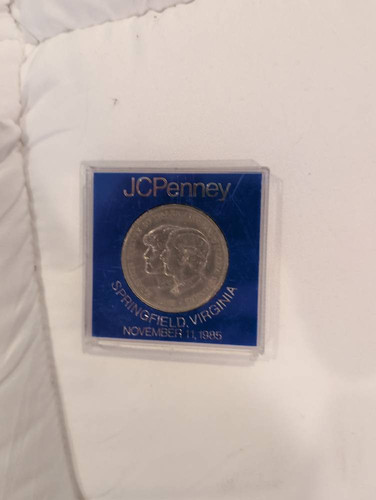 JCPenney
SPRINGFIELD, VIRGINIA
NOVEMBER 11, 1985